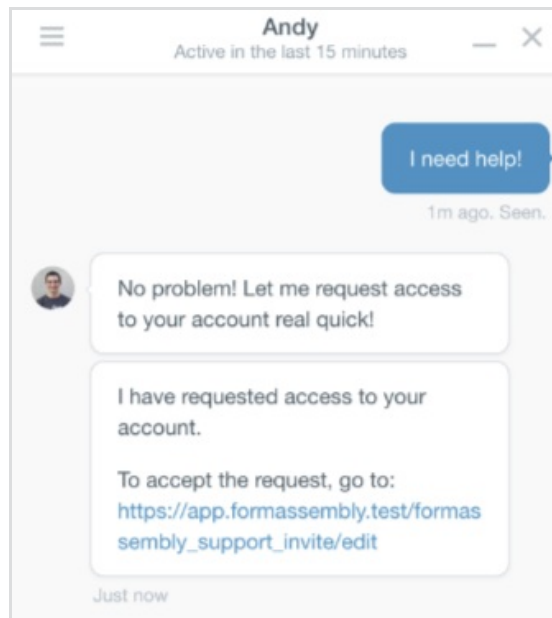 Andy
Active in the last 15 minutes
I need help!
1m ago. Seen.
No problem! Let me request access
to your account real quick!
I have requested access to your
account.
To accept the request, go to:
https://app.formassembly.test/formas
sembly_support_invite/edit
Just now